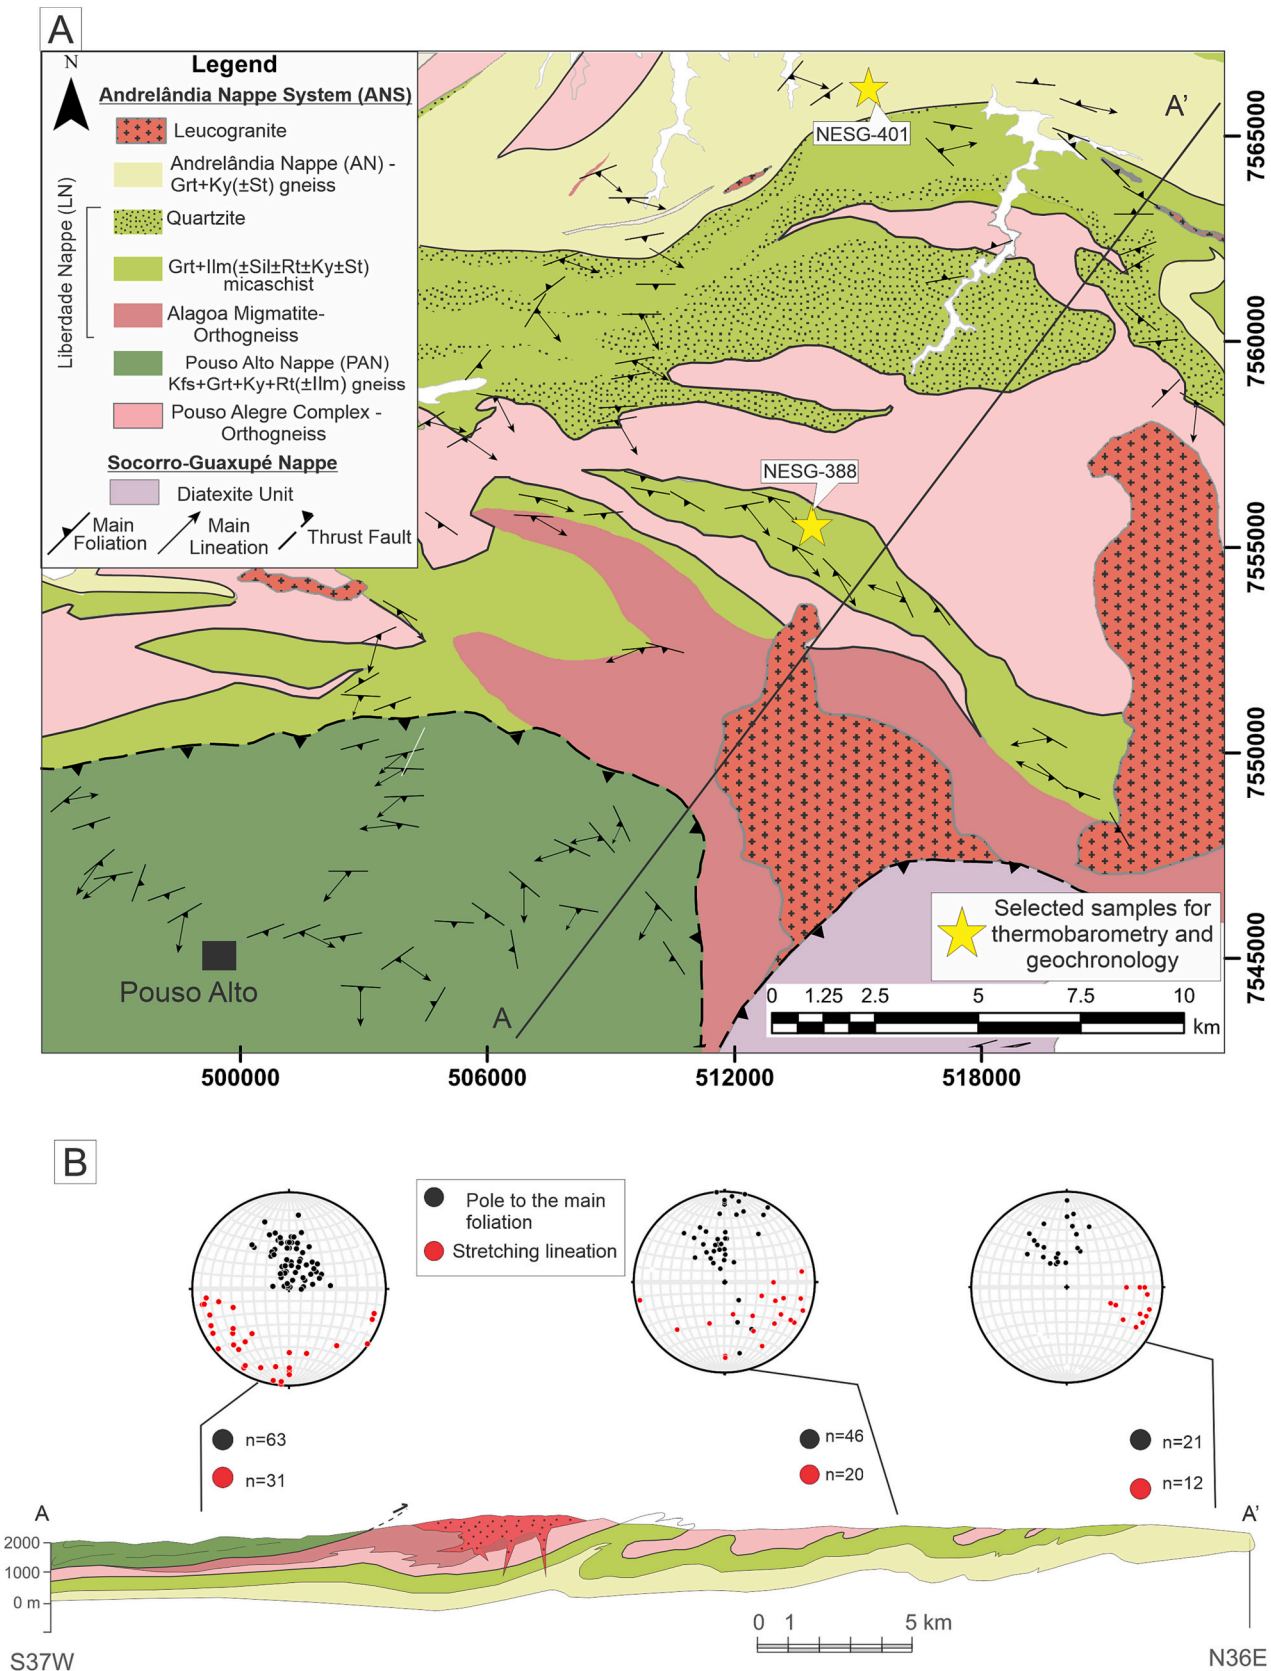 A
N
Legend
Andrelândia Nappe System (ANS)
Leucogranite
Andrelândia Nappe (AN) -
Grt+Ky(±St) gneiss
Liberdade Nappe (LN)
Quartzite
Grt+Ilm(±Sil±Rt±Ky±St)
micaschist
Alagoa Migmatite-
Orthogneiss
Pouso Alto Nappe (PAN)
Kfs+Grt+Ky+Rt(±Ilm) gneiss
Pouso Alegre Complex -
Orthogneiss
Socorro-Guaxupé Nappe
Diatexite Unit
Main
Foliation
Main
Lineation
Thrust Fault
NESG-401
A'
NESG-388
7565000
7560000
7555000
7550000
7545000
Pouso Alto
A
Selected samples for
thermobarometry and
geochronology
0 1.25 2.5 5 7.5 10
km
500000 506000 512000 518000
B
Pole to the main
foliation
Stretching lineation
n=63
n=31
n=46
n=20
n=21
n=12
A
A'
2000
1000
0 m
0 1 5 km
S37W
N36E